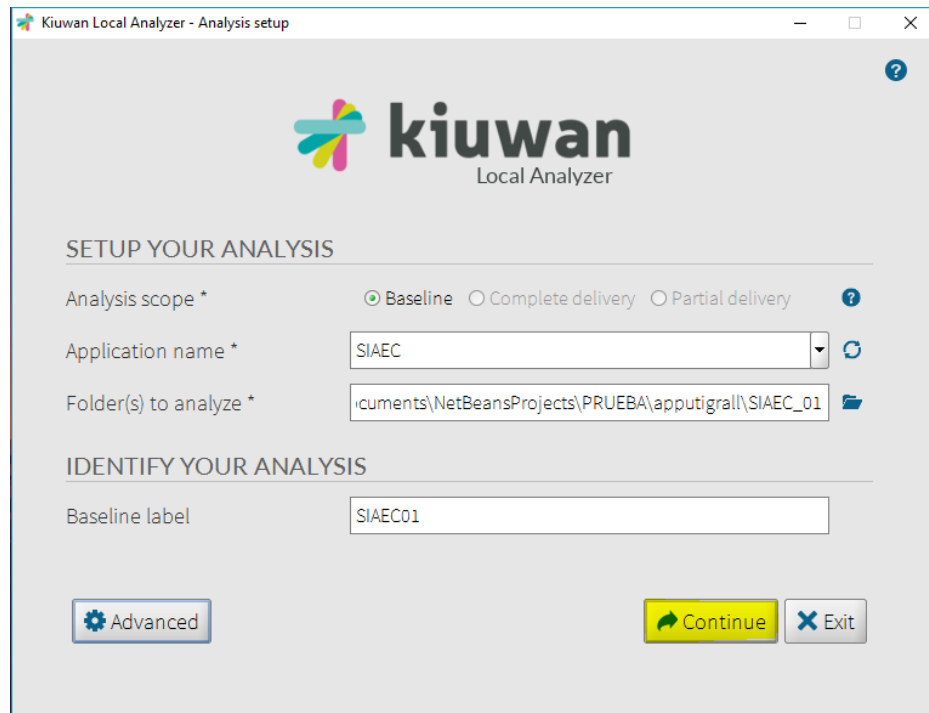 Kiuwan Local Analyzer - Analysis setup
kiuwan
Local Analyzer
SETUP YOUR ANALYSIS
Analysis scope * Baseline Complete delivery Partial delivery
Application name * SIAEC
Folder(s) to analyze * cuments\NetBeansProjects\PRUEBA\apputigrall\SIAEC_01
IDENTIFY YOUR ANALYSIS
Baseline label SIAEC01
Advanced Continue Exit